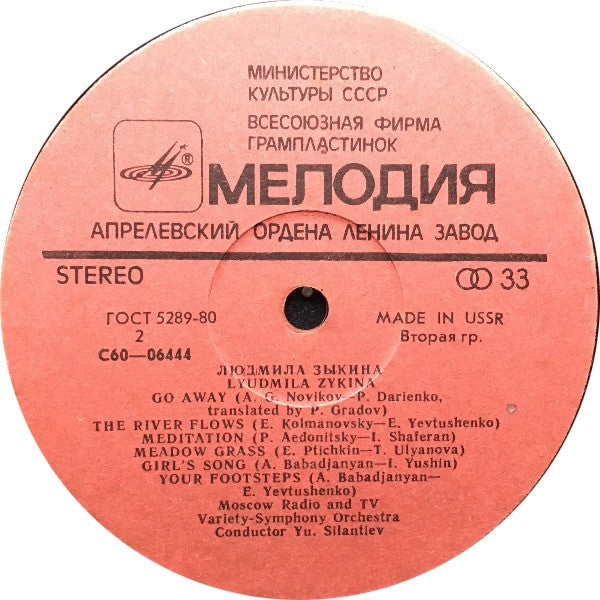 МИНИСТЕРСТВО
КУЛЬТУРЫ СССР
ВСЕСОЮЗНАЯ ФИРМА
ГРАМПЛАСТИНОК
® МЕЛОДИЯ
АПРЕЛЕВСКИЙ ОРДЕНА ЛЕНИНА ЗАВОД
STEREO 33
ГОСТ 5289-80 MADE IN USSR
2 Вторая гр.
С60—06444
ЛЮДМИЛА ЗЫКИНА
LYUDMILA ZYKINA
GO AWAY (A. G. Novikov—P. Darienko,
translated by P. Gradov)
THE RIVER FLOWS (E. Kolmanovsky—E. Yevtushenko)
MEDITATION (P. Aedonitsky—I. Shaferan)
MEADOW GRASS (E. Ptichkin—T. Ulyanova)
GIRL'S SONG (A. Babadjanyan—I. Yushin)
YOUR FOOTSTEPS (A. Babadjanyan—
E. Yevtushenko)
Moscow Radio and TV
Variety-Symphony Orchestra
Conductor Yu. Silantiev